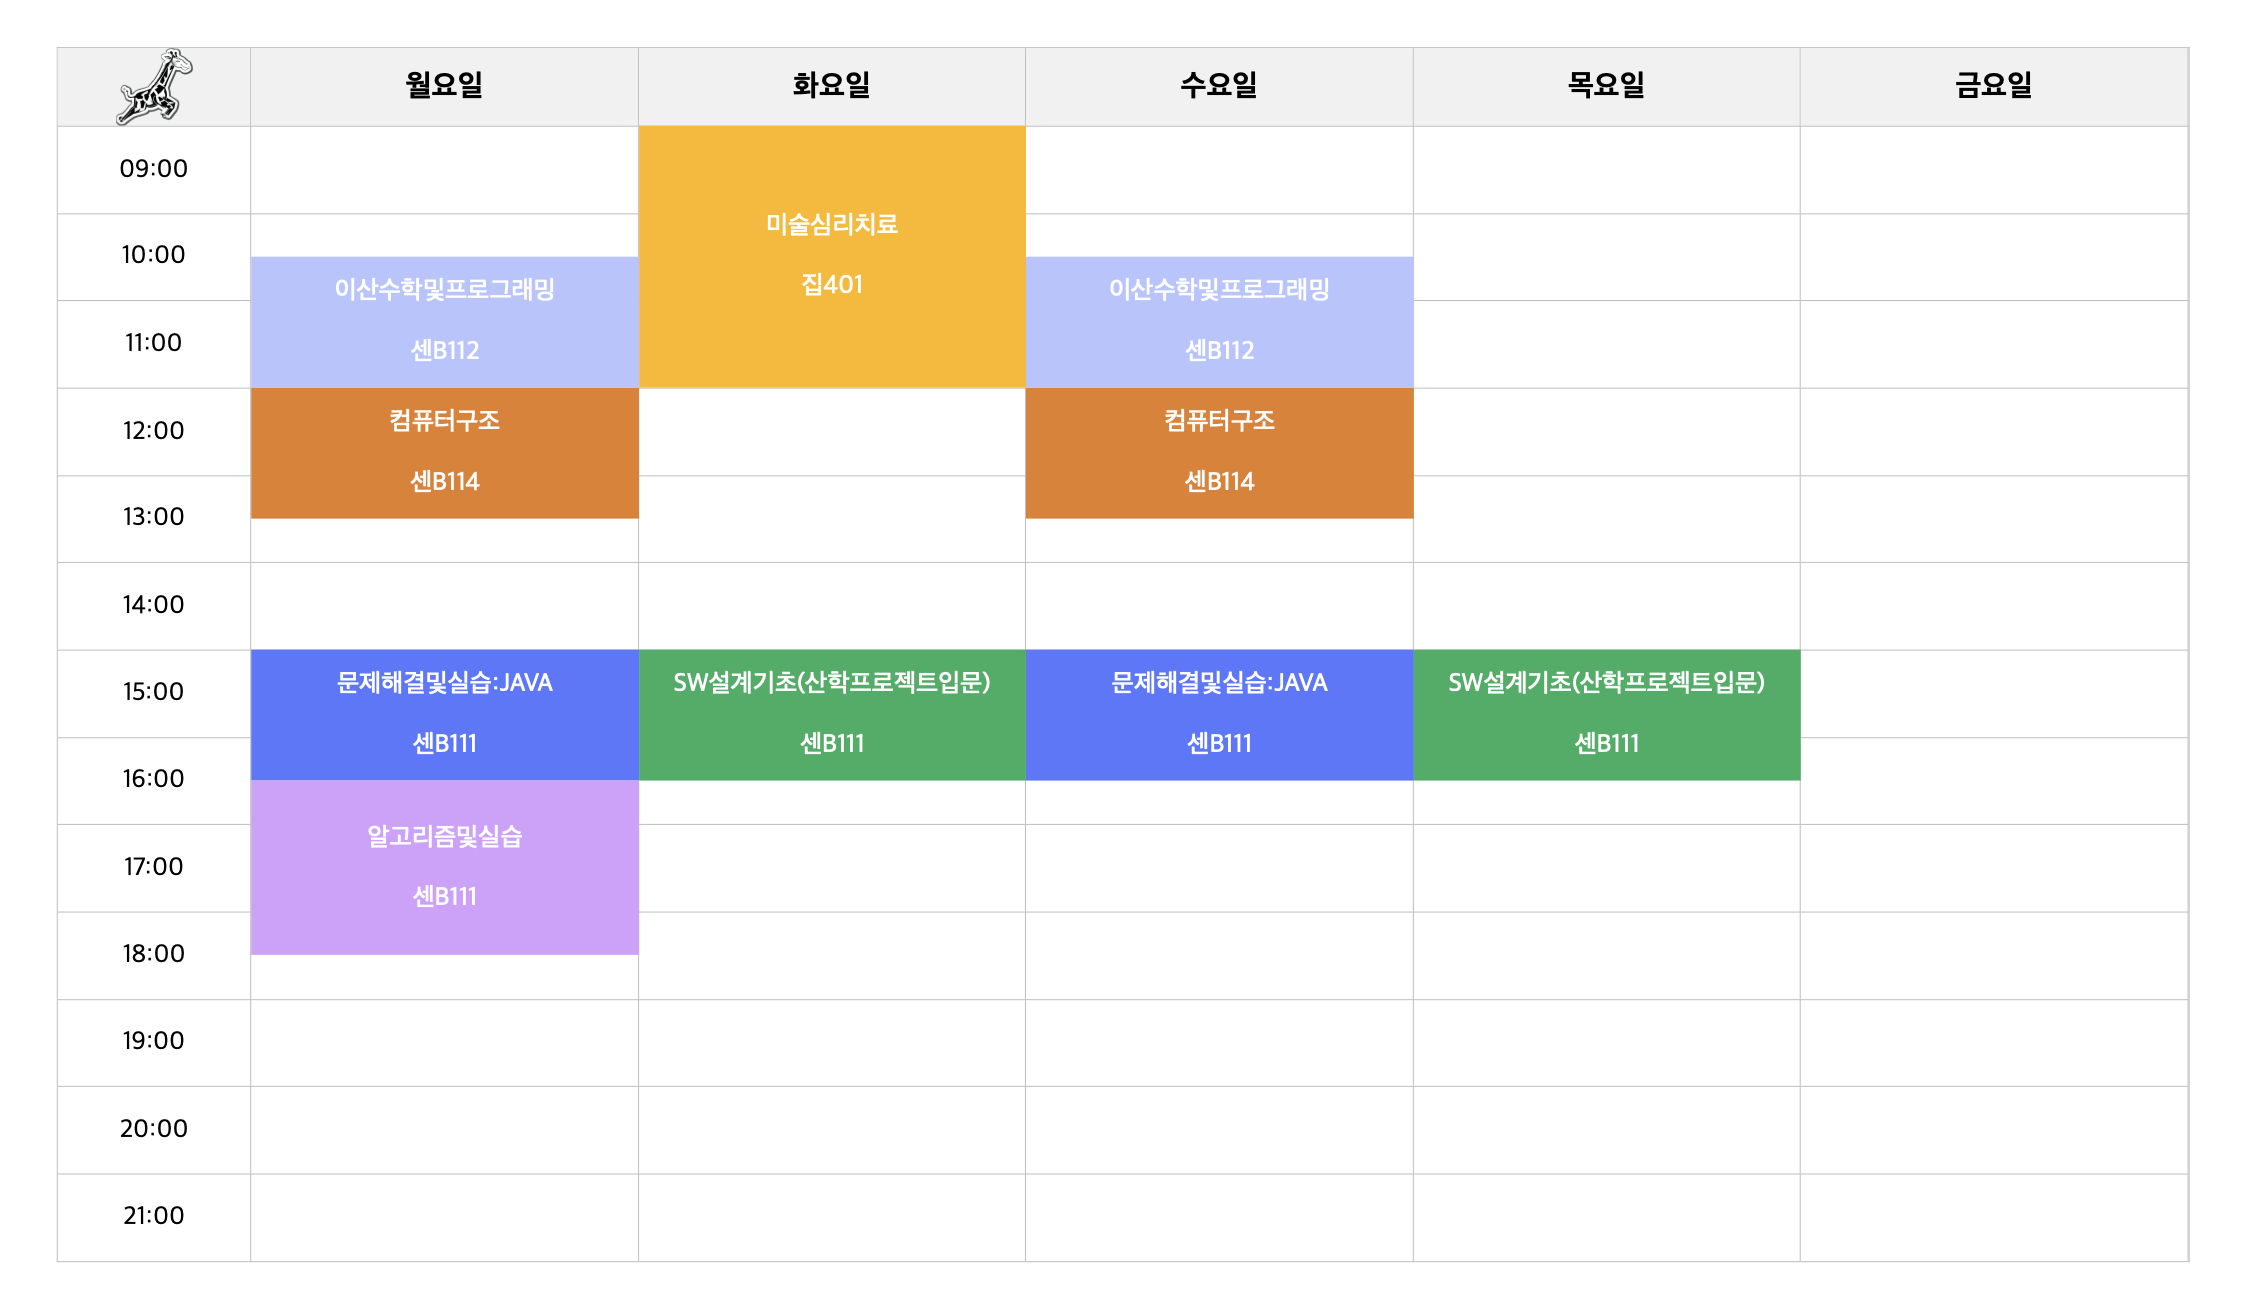 월요일 화요일 수요일 목요일 금요일
09:00
미술심리치료
10:00
집401
이산수학및프로그래밍 이산수학및프로그래밍
11:00
센B112 센B112
컴퓨터구조 컴퓨터구조
12:00
센B114 센B114
13:00
14:00
문제해결및실습:JAVA SW설계기초(산학프로젝트입문) 문제해결및실습:JAVA SW설계기초(산학프로젝트입문)
15:00
센B111 센B111 센B111 센B111
16:00
알고리즘및실습
17:00
센B111
18:00
19:00
20:00
21:00